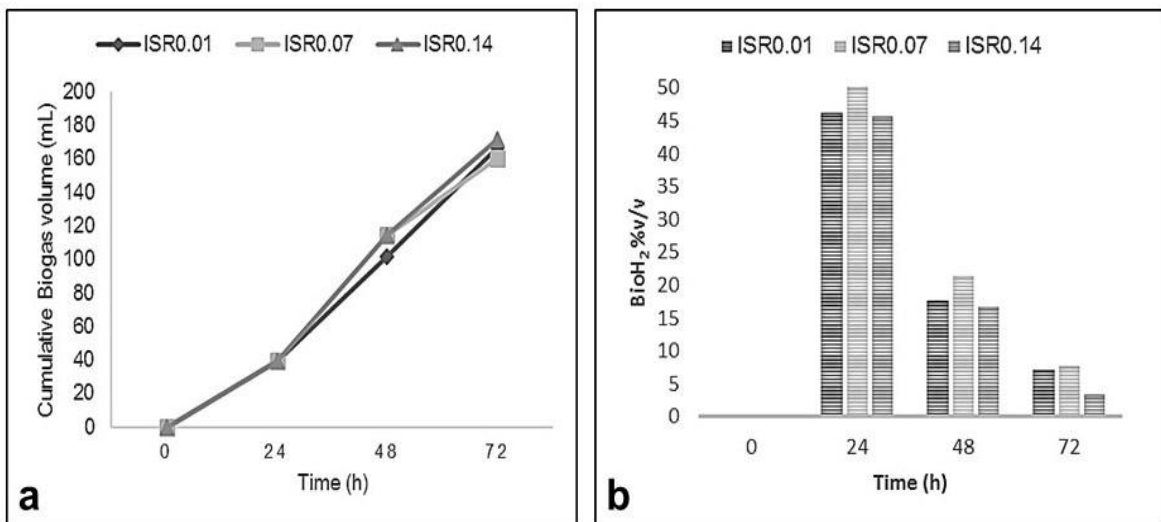 ISR0.01 ISR0.07 ISR0.14
200
180
160
140
120
100
80
60
40
20
0
Cumulative Biogas volume (mL)
0 24 48 72
Time (h)
a
ISR0.01 ISR0.07 ISR0.14
50
45
40
35
30
25
20
15
10
5
0
BioH₂ %v/v
0 24 48 72
Time (h)
b